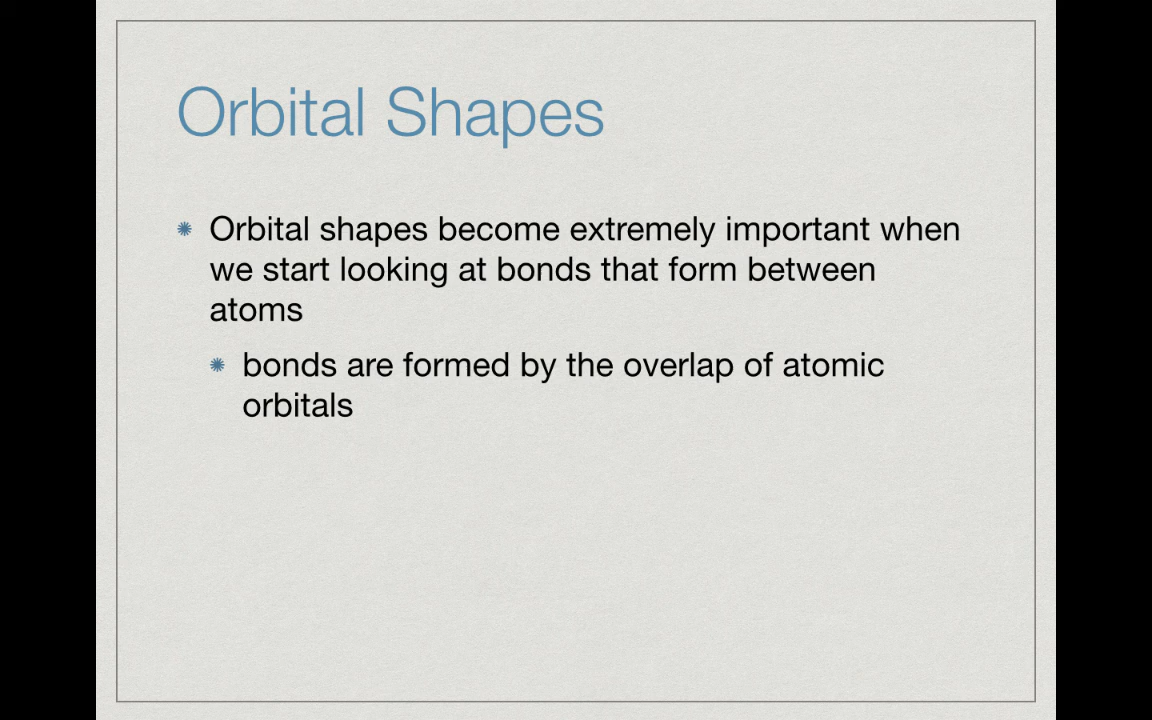 Orbital Shapes
Orbital shapes become extremely important when
we start looking at bonds that form between
atoms
bonds are formed by the overlap of atomic
orbitals